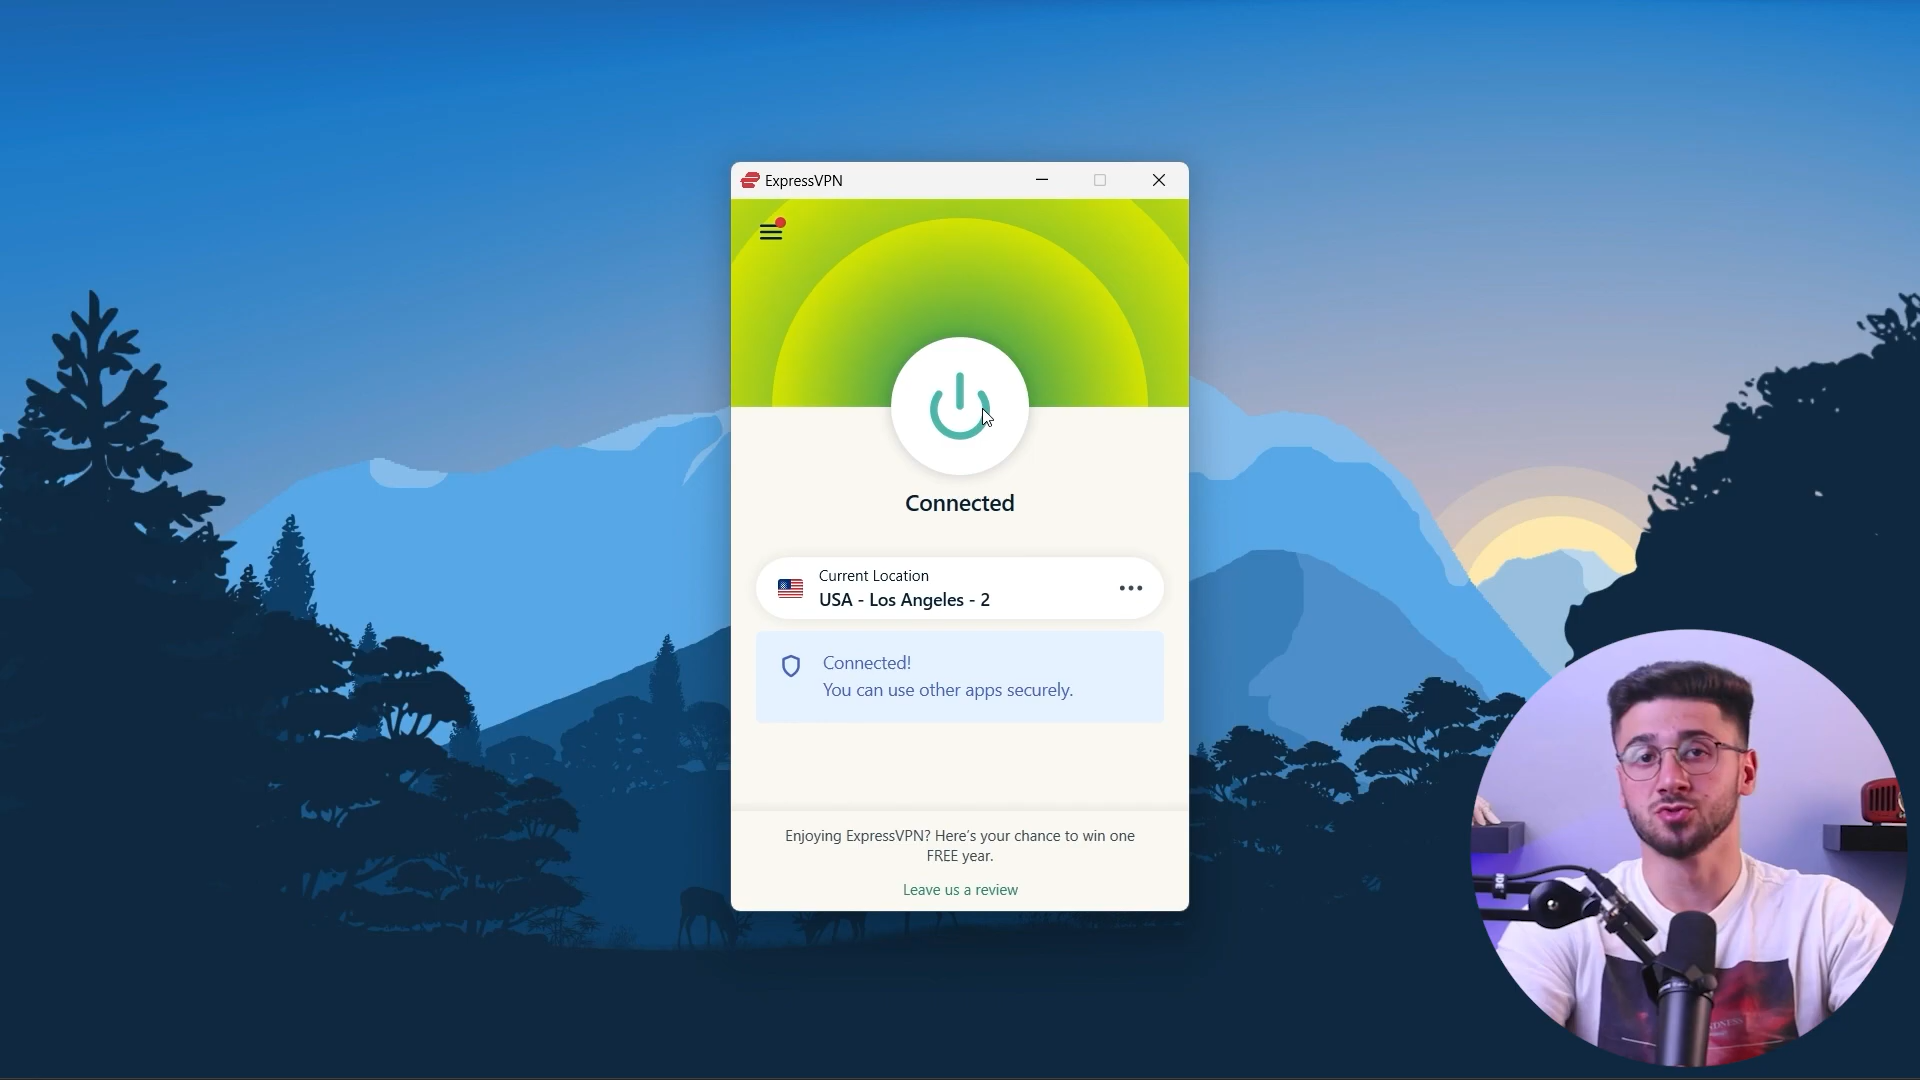 ExpressVPN
Connected
Current Location
USA - Los Angeles - 2
Connected!
You can use other apps securely.
Enjoying ExpressVPN? Here's your chance to win one
FREE year.
Leave us a review